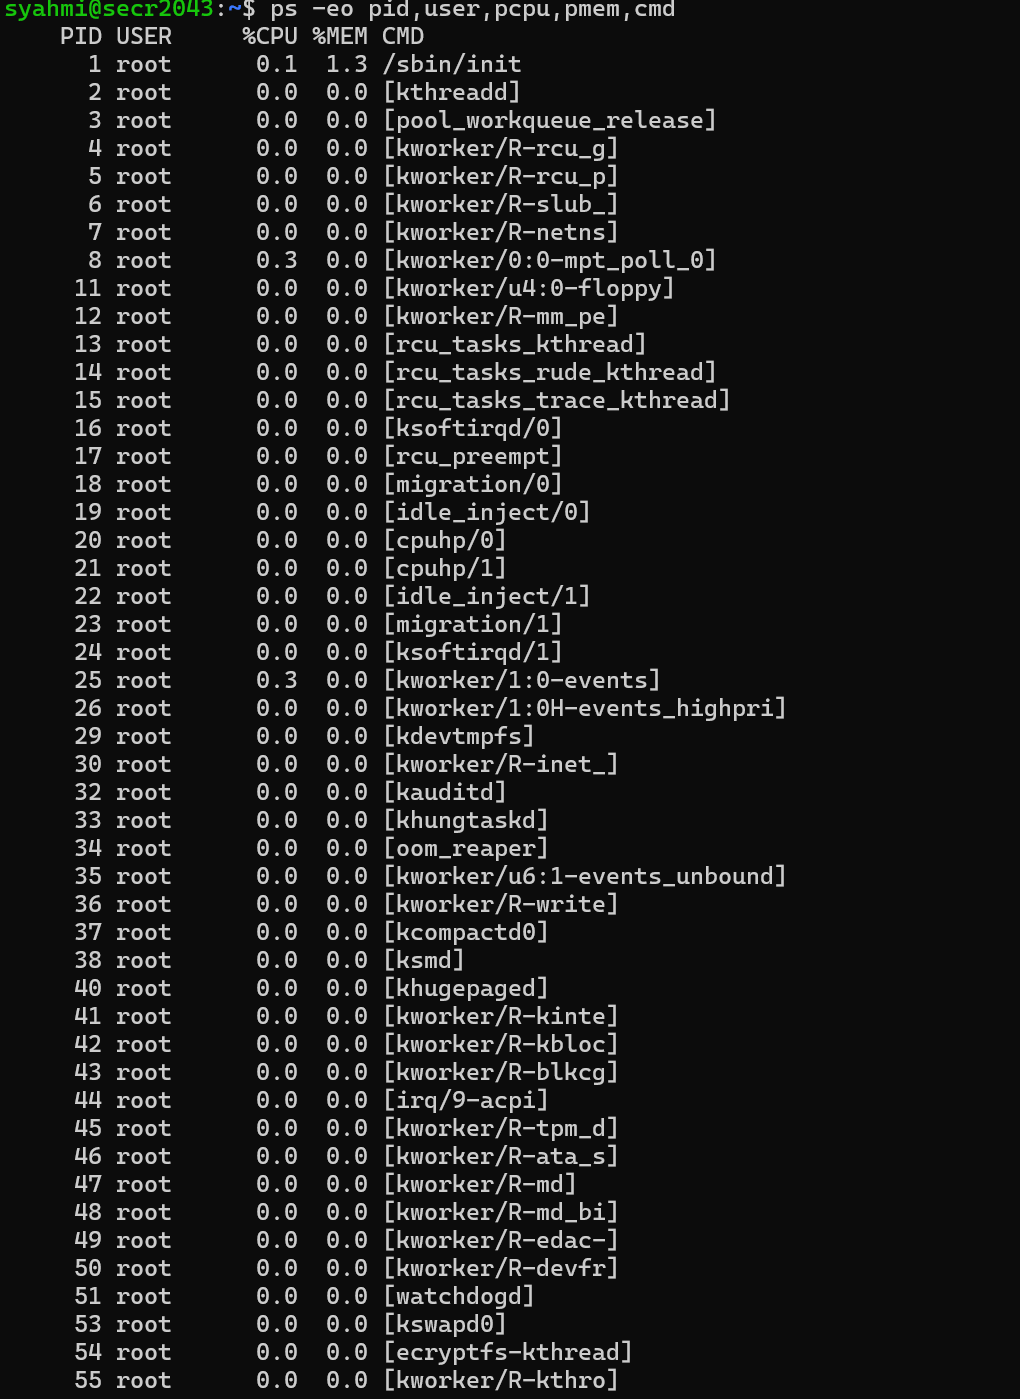 syahmi@secr2043:~$ ps -eo pid,user,pcpu,pmem,cmd
    PID USER     %CPU %MEM CMD
      1 root      0.1  1.3 /sbin/init
      2 root      0.0  0.0 [kthreadd]
      3 root      0.0  0.0 [pool_workqueue_release]
      4 root      0.0  0.0 [kworker/R-rcu_g]
      5 root      0.0  0.0 [kworker/R-rcu_p]
      6 root      0.0  0.0 [kworker/R-slub_]
      7 root      0.0  0.0 [kworker/R-netns]
      8 root      0.3  0.0 [kworker/0:0-mpt_poll_0]
     11 root      0.0  0.0 [kworker/u4:0-floppy]
     12 root      0.0  0.0 [kworker/R-mm_pe]
     13 root      0.0  0.0 [rcu_tasks_kthread]
     14 root      0.0  0.0 [rcu_tasks_rude_kthread]
     15 root      0.0  0.0 [rcu_tasks_trace_kthread]
     16 root      0.0  0.0 [ksoftirqd/0]
     17 root      0.0  0.0 [rcu_preempt]
     18 root      0.0  0.0 [migration/0]
     19 root      0.0  0.0 [idle_inject/0]
     20 root      0.0  0.0 [cpuhp/0]
     21 root      0.0  0.0 [cpuhp/1]
     22 root      0.0  0.0 [idle_inject/1]
     23 root      0.0  0.0 [migration/1]
     24 root      0.0  0.0 [ksoftirqd/1]
     25 root      0.3  0.0 [kworker/1:0-events]
     26 root      0.0  0.0 [kworker/1:0H-events_highpri]
     29 root      0.0  0.0 [kdevtmpfs]
     30 root      0.0  0.0 [kworker/R-inet_]
     32 root      0.0  0.0 [kauditd]
     33 root      0.0  0.0 [khungtaskd]
     34 root      0.0  0.0 [oom_reaper]
     35 root      0.0  0.0 [kworker/u6:1-events_unbound]
     36 root      0.0  0.0 [kworker/R-write]
     37 root      0.0  0.0 [kcompactd0]
     38 root      0.0  0.0 [ksmd]
     40 root      0.0  0.0 [khugepaged]
     41 root      0.0  0.0 [kworker/R-kinte]
     42 root      0.0  0.0 [kworker/R-kbloc]
     43 root      0.0  0.0 [kworker/R-blkcg]
     44 root      0.0  0.0 [irq/9-acpi]
     45 root      0.0  0.0 [kworker/R-tpm_d]
     46 root      0.0  0.0 [kworker/R-ata_s]
     47 root      0.0  0.0 [kworker/R-md]
     48 root      0.0  0.0 [kworker/R-md_bi]
     49 root      0.0  0.0 [kworker/R-edac-]
     50 root      0.0  0.0 [kworker/R-devfr]
     51 root      0.0  0.0 [watchdogd]
     53 root      0.0  0.0 [kswapd0]
     54 root      0.0  0.0 [ecryptfs-kthread]
     55 root      0.0  0.0 [kworker/R-kthro]